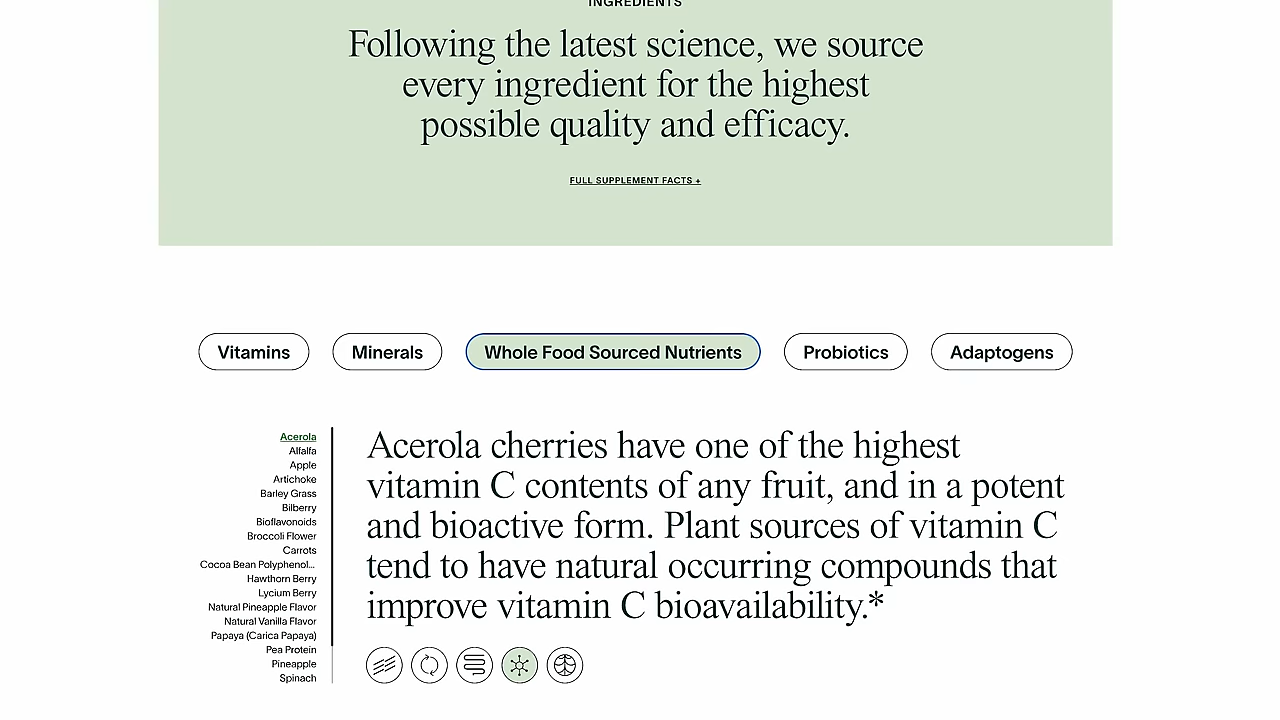 INGREDIENTS
Following the latest science, we source
every ingredient for the highest
possible quality and efficacy.
FULL SUPPLEMENT FACTS +
Vitamins
Minerals
Whole Food Sourced Nutrients
Probiotics
Adaptogens
Acerola
Alfalfa
Apple
Artichoke
Barley Grass
Bilberry
Bioflavonoids
Broccoli Flower
Carrots
Cocoa Bean Polyphenol...
Hawthorn Berry
Lycium Berry
Natural Pineapple Flavor
Natural Vanilla Flavor
Papaya (Carica Papaya)
Pea Protein
Pineapple
Spinach
Acerola cherries have one of the highest
vitamin C contents of any fruit, and in a potent
and bioactive form. Plant sources of vitamin C
tend to have natural occurring compounds that
improve vitamin C bioavailability.*